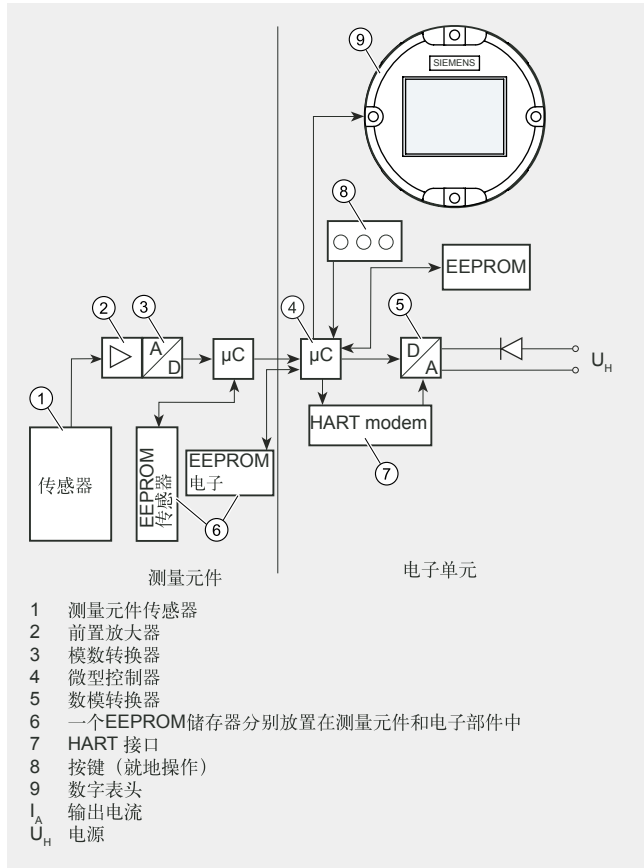 9
SIEMENS
8
EEPROM
2
3
4
5
A
D
μC
μC
D
A
U_H
1
HART modem
传感器
EEPROM
传感器
EEPROM
电子
7
6
测量元件
电子单元
1 测量元件传感器
2 前置放大器
3 模数转换器
4 微型控制器
5 数模转换器
6 一个EEPROM储存器分别放置在测量元件和电子部件中
7 HART 接口
8 按键（就地操作）
9 数字表头
I_A 输出电流
U_H 电源